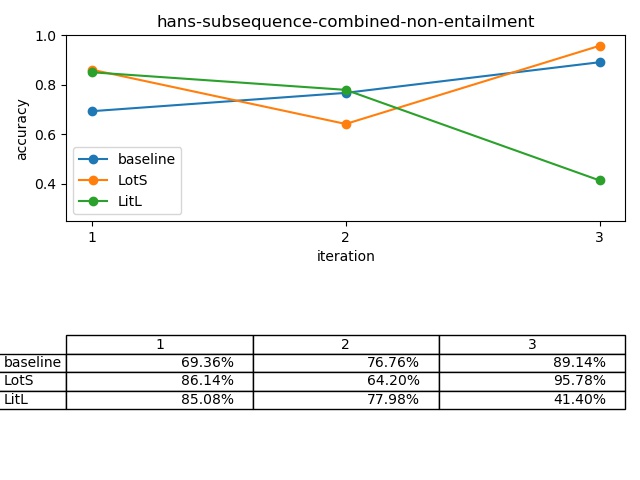 hans-subsequence-combined-non-entailment
1.0
0.8
0.6
0.4
accuracy
baseline
LotS
LitL
1 2 3
iteration
1 2 3
baseline 69.36% 76.76% 89.14%
LotS 86.14% 64.20% 95.78%
LitL 85.08% 77.98% 41.40%